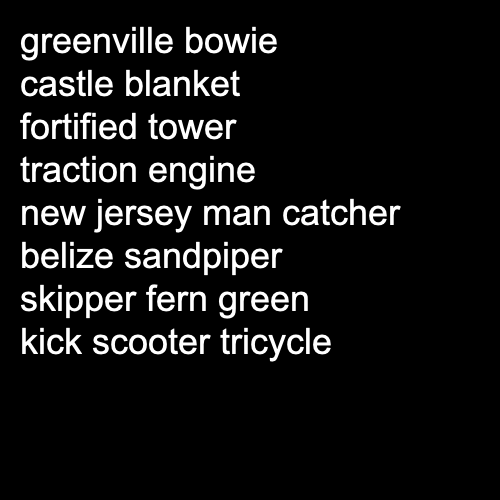 greenville bowie
castle blanket
fortified tower
traction engine
new jersey man catcher
belize sandpiper
skipper fern green
kick scooter tricycle